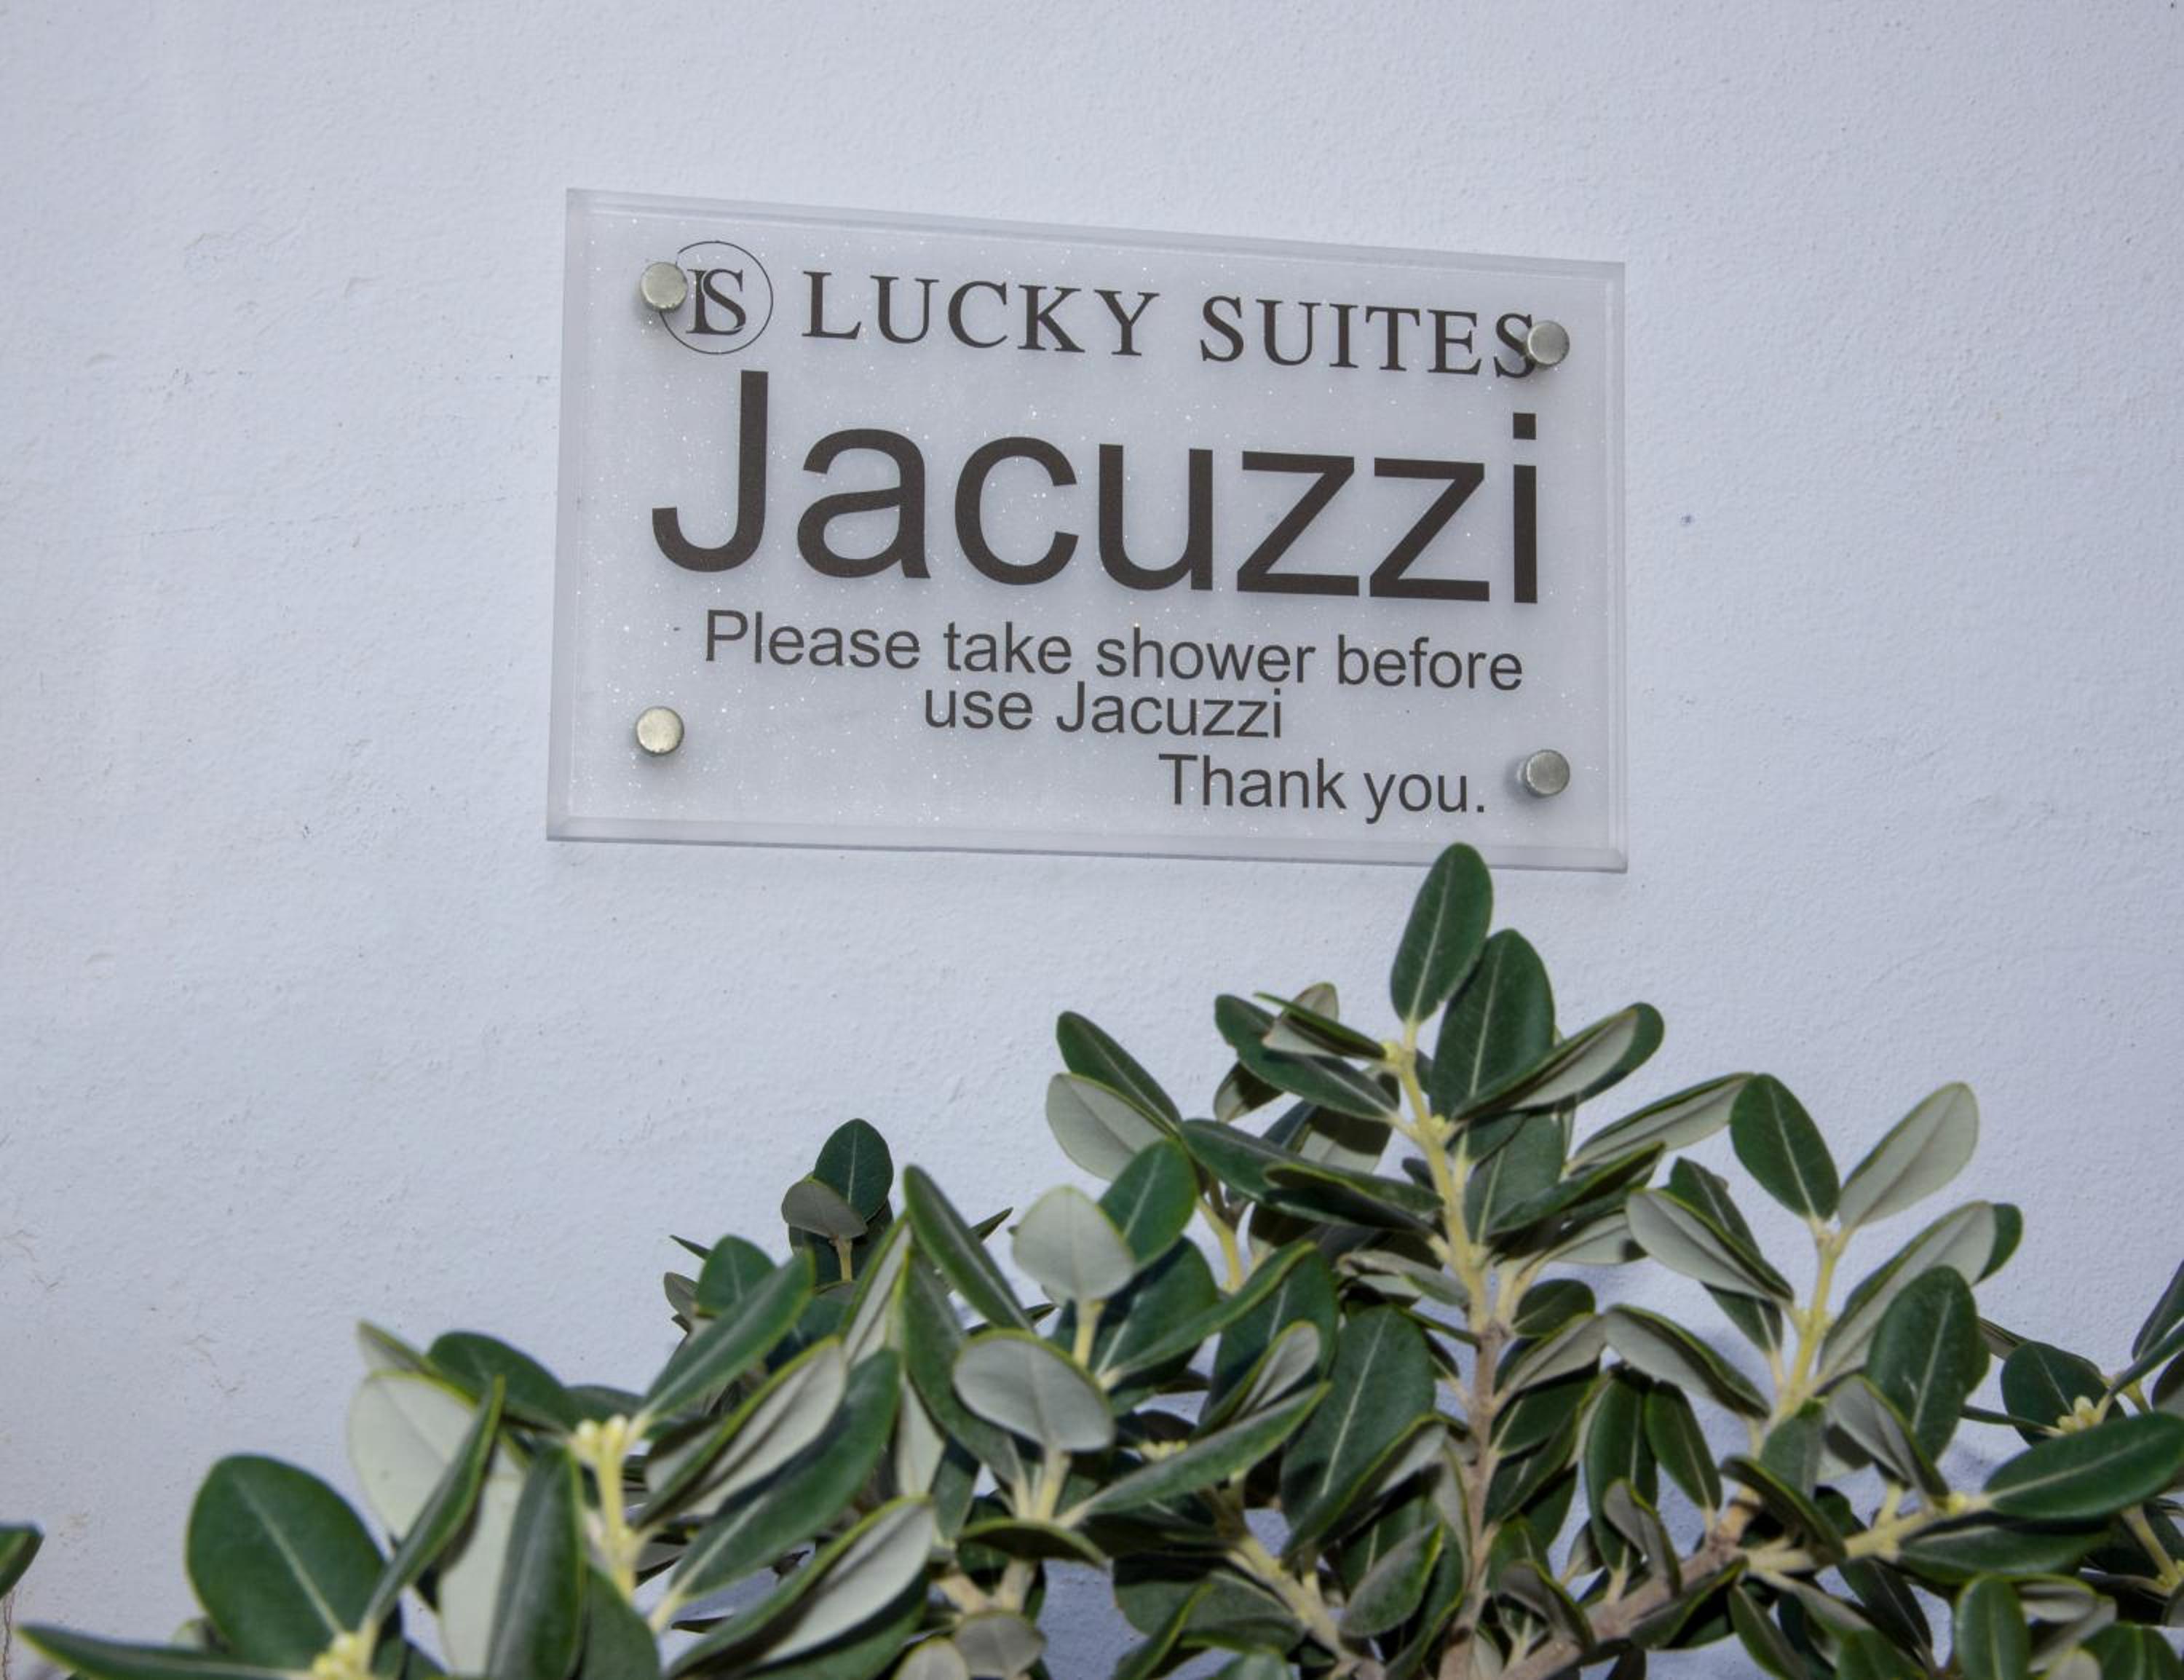 LS LUCKY SUITES
Jacuzzi
Please take shower before
use Jacuzzi
Thank you.